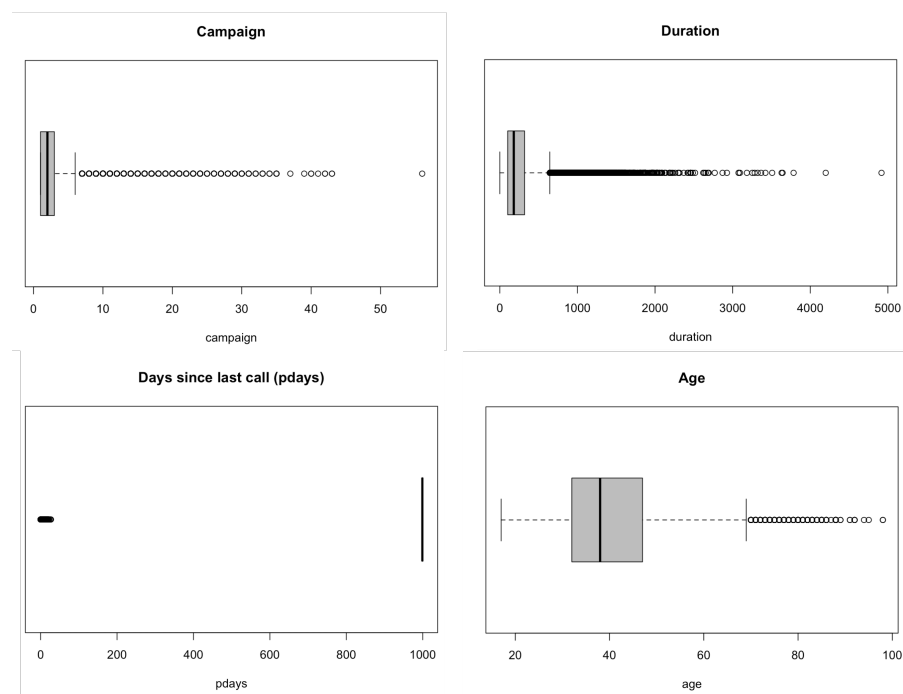 Campaign
0 10 20 30 40 50
campaign
Duration
0 1000 2000 3000 4000 5000
duration
Days since last call (pdays)
0 200 400 600 800 1000
pdays
Age
20 40 60 80 100
age